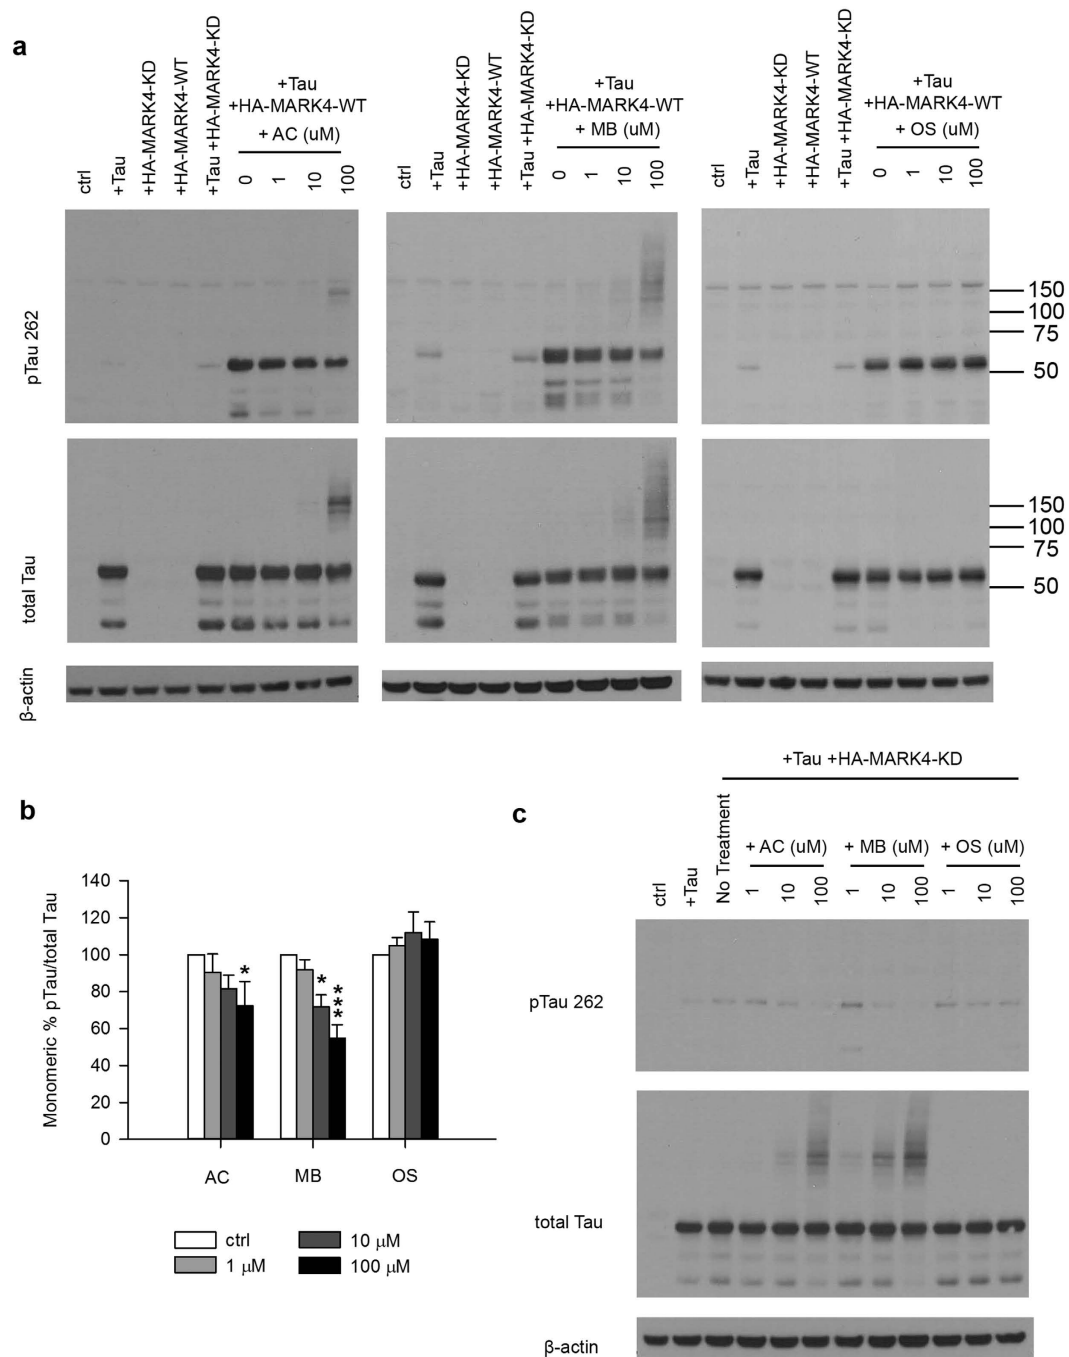 a
ctrl
+Tau
+HA-MARK4-KD
+HA-MARK4-WT
+Tau +HA-MARK4-KD
+Tau
+HA-MARK4-WT
+ AC (uM)
0
1
10
100
ctrl
+Tau
+HA-MARK4-KD
+HA-MARK4-WT
+Tau +HA-MARK4-KD
+Tau
+HA-MARK4-WT
+ MB (uM)
0
1
10
100
ctrl
+Tau
+HA-MARK4-KD
+HA-MARK4-WT
+Tau +HA-MARK4-KD
+Tau
+HA-MARK4-WT
+ OS (uM)
0
1
10
100
pTau 262
150
100
75
50
total Tau
150
100
75
50
β-actin
b
Monomeric % pTau/total Tau
140
120
100
80
60
40
20
0
*
*
***
AC
MB
OS
ctrl
10 μM
1 μM
100 μM
c
+Tau +HA-MARK4-KD
ctrl
+Tau
No Treatment
+ AC (uM)
1
10
100
+ MB (uM)
1
10
100
+ OS (uM)
1
10
100
pTau 262
total Tau
β-actin